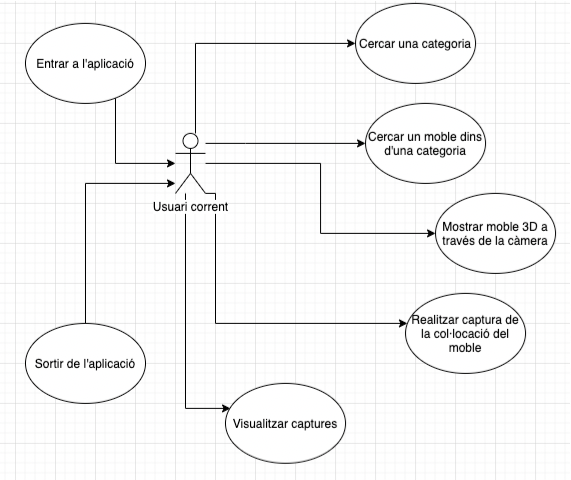 Cercar una categoria
Entrar a l'aplicació
Cercar un moble dins
d'una categoria
Usuari corrent
Mostrar moble 3D a
través de la càmera
Realitzar captura de
la col·locació del
moble
Sortir de l'aplicació
Visualitzar captures